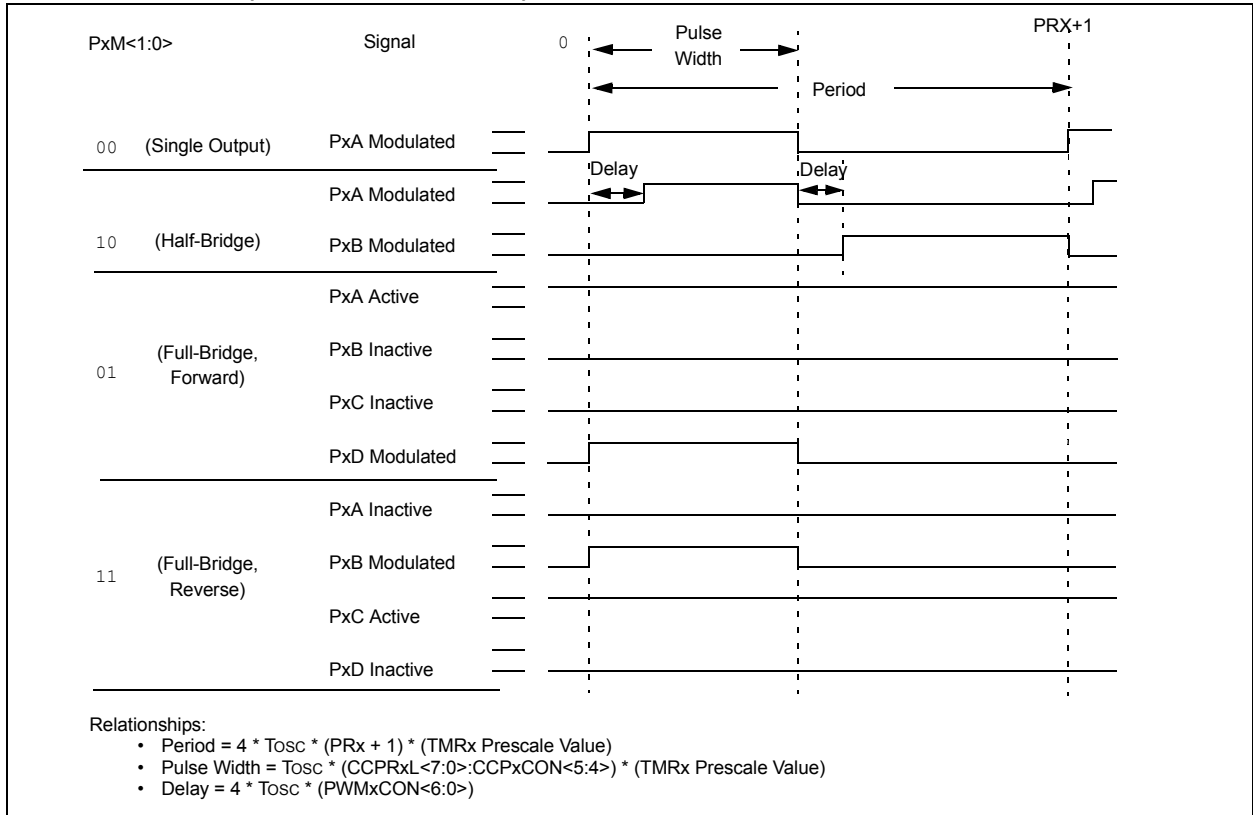 PxM<1:0> Signal 0 Pulse Width PRX+1
Period
00 (Single Output) PxA Modulated
Delay Delay
PxA Modulated
10 (Half-Bridge) PxB Modulated
PxA Active
01 (Full-Bridge, Forward) PxB Inactive
PxC Inactive
PxD Modulated
PxA Inactive
11 (Full-Bridge, Reverse) PxB Modulated
PxC Active
PxD Inactive
Relationships:
• Period = 4 * TOSC * (PRx + 1) * (TMRx Prescale Value)
• Pulse Width = TOSC * (CCPRxL<7:0>:CCPxCON<5:4>) * (TMRx Prescale Value)
• Delay = 4 * TOSC * (PWMxCON<6:0>)